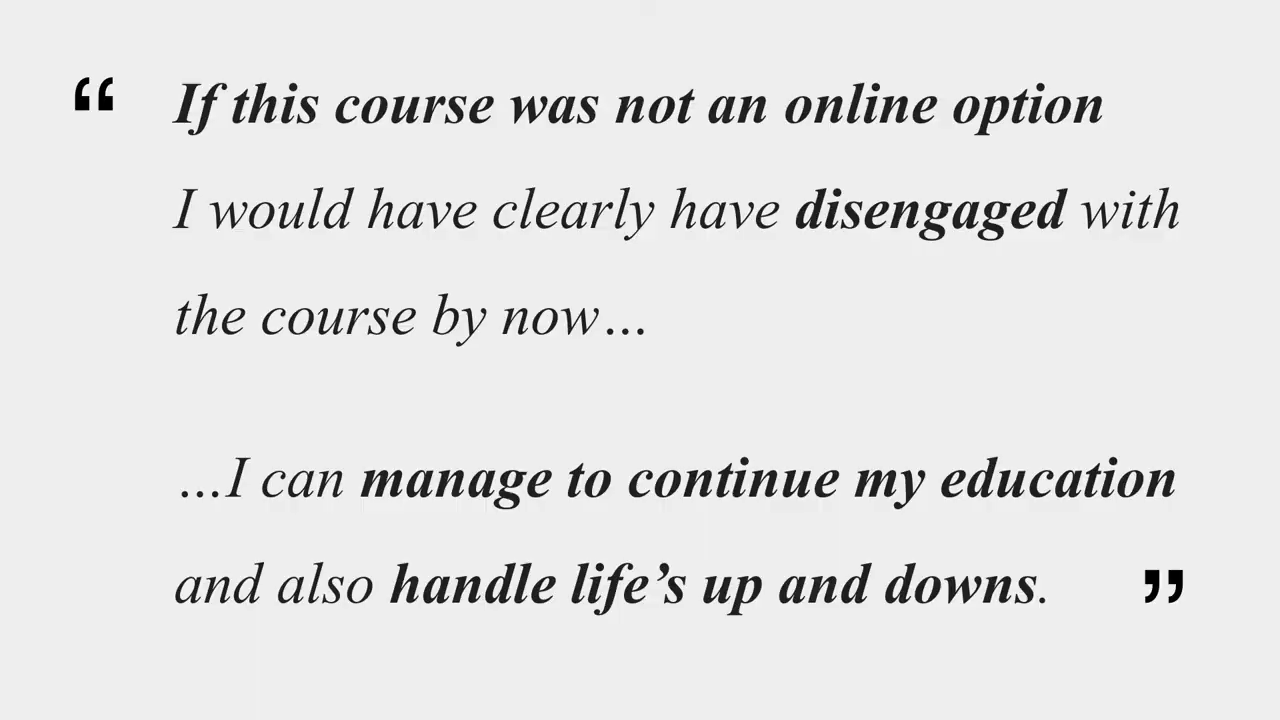 “ If this course was not an online option
I would have clearly have disengaged with
the course by now…
…I can manage to continue my education
and also handle life’s up and downs. ”